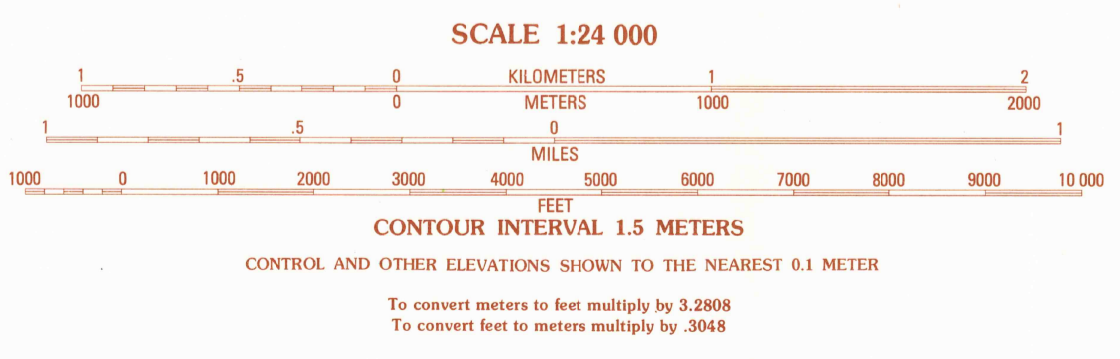 SCALE 1:24 000
1 .5 0 KILOMETERS 1 2
1000 0 METERS 1000 2000
1 .5 0 1
MILES
1000 0 1000 2000 3000 4000 5000 6000 7000 8000 9000 10 000
FEET
CONTOUR INTERVAL 1.5 METERS
CONTROL AND OTHER ELEVATIONS SHOWN TO THE NEAREST 0.1 METER
To convert meters to feet multiply by 3.2808
To convert feet to meters multiply by .3048